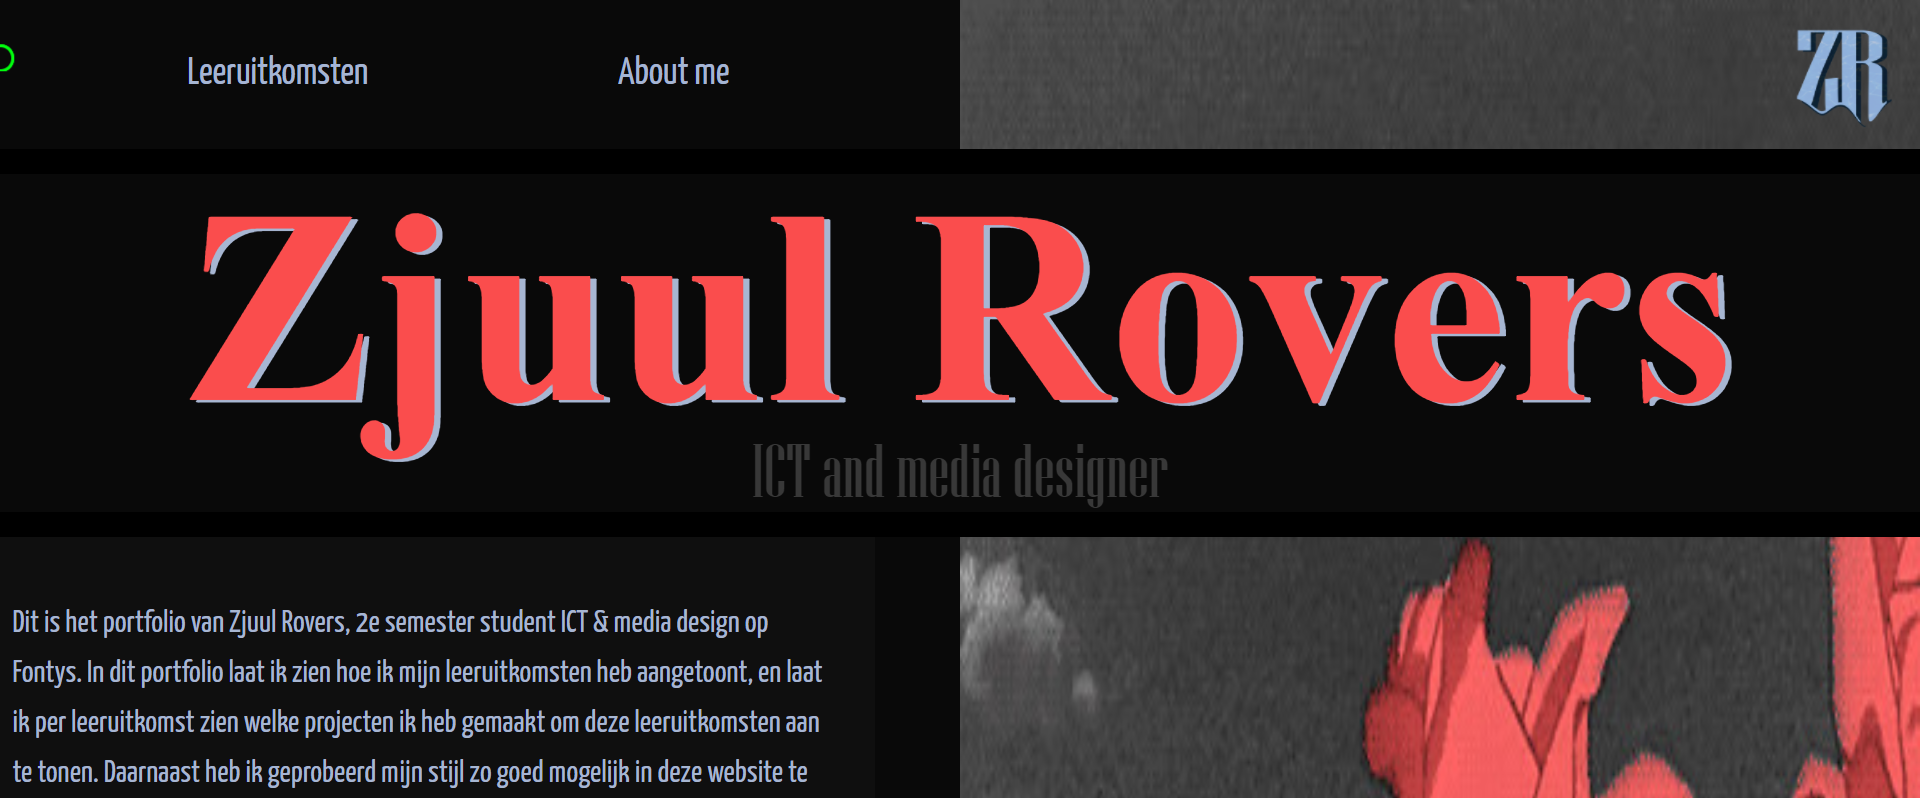 Leeruitkomsten
About me
ZR
Zjuul Rovers
ICT and media designer
Dit is het portfolio van Zjuul Rovers, 2e semester student ICT & media design op
Fontys. In dit portfolio laat ik zien hoe ik mijn leeruitkomsten heb aangetoont, en laat
ik per leeruitkomst zien welke projecten ik heb gemaakt om deze leeruitkomsten aan
te tonen. Daarnaast heb ik geprobeerd mijn stijl zo goed mogelijk in deze website te